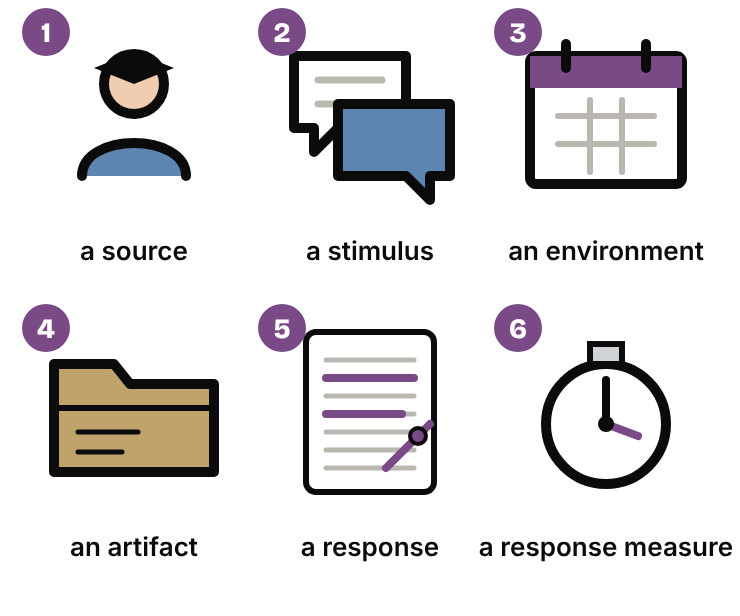 1
2
3
a source
a stimulus
an environment
4
5
6
an artifact
a response
a response measure